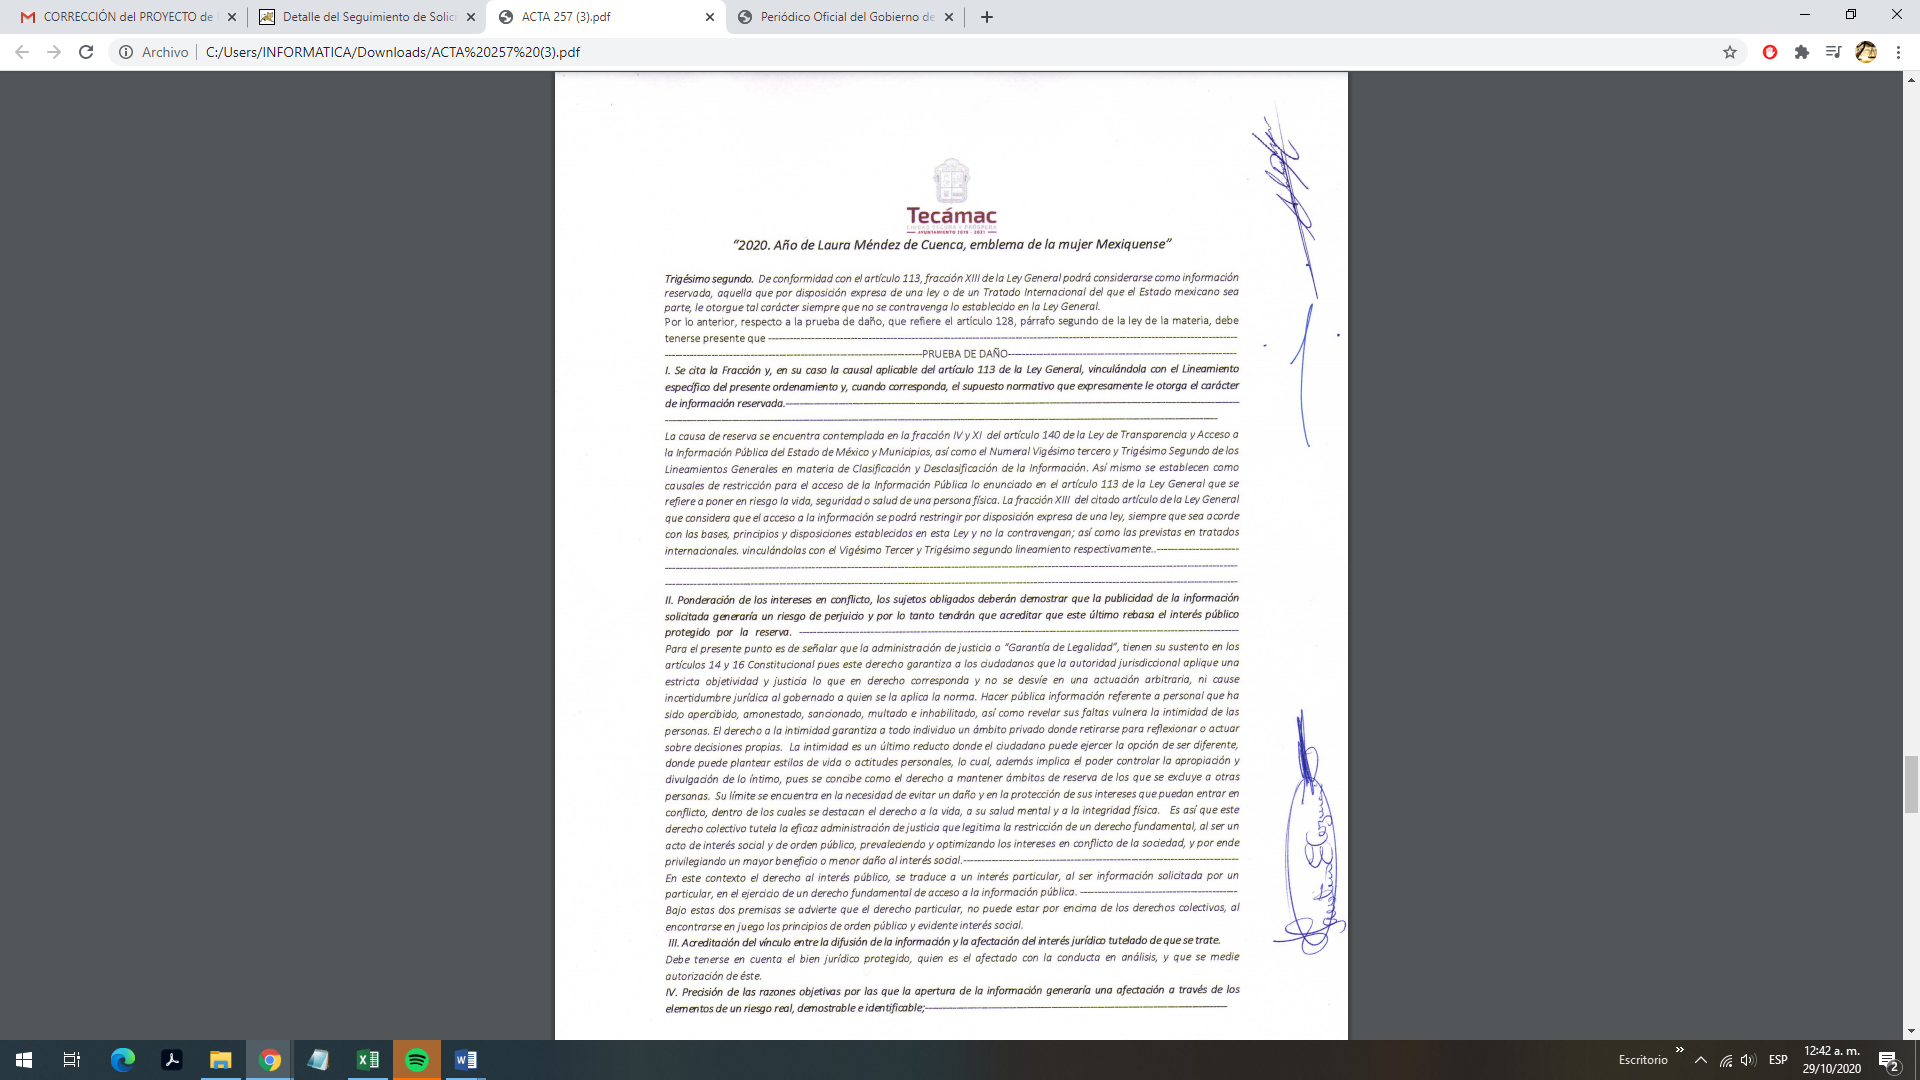 CORRECCIÓN del PROYECTO de
Detalle del Seguimiento de Solici
ACTA 257 (3).pdf
Periódico Oficial del Gobierno de
Archivo
C:/Users/INFORMATICA/Downloads/ACTA%20257%20(3).pdf
Tecámac
CIUDAD SEGURA Y PRÓSPERA
AYUNTAMIENTO 2019 - 2021
“2020. Año de Laura Méndez de Cuenca, emblema de la mujer Mexiquense”
Trigésimo segundo. De conformidad con el artículo 113, fracción XIII de la Ley General podrá considerarse como información
reservada, aquella que por disposición expresa de una ley o de un Tratado Internacional del que el Estado mexicano sea
parte, le otorgue tal carácter siempre que no se contravenga lo establecido en la Ley General.
Por lo anterior, respecto a la prueba de daño, que refiere el artículo 128, párrafo segundo de la ley de la materia, debe
tenerse presente que
PRUEBA DE DAÑO
I. Se cita la Fracción y, en su caso la causal aplicable del artículo 113 de la Ley General, vinculándola con el Lineamiento
específico del presente ordenamiento y, cuando corresponda, el supuesto normativo que expresamente le otorga el carácter
de información reservada.
La causa de reserva se encuentra contemplada en la fracción IV y XI del artículo 140 de la Ley de Transparencia y Acceso a
la Información Pública del Estado de México y Municipios, así como el Numeral Vigésimo tercero y Trigésimo Segundo de los
Lineamientos Generales en materia de Clasificación y Desclasificación de la Información. Así mismo se establecen como
causales de restricción para el acceso de la Información Pública lo enunciado en el artículo 113 de la Ley General que se
refiere a poner en riesgo la vida, seguridad o salud de una persona física. La fracción XIII del citado artículo de la Ley General
que considera que el acceso a la información se podrá restringir por disposición expresa de una ley, siempre que sea acorde
con las bases, principios y disposiciones establecidos en esta Ley y no la contravengan; así como las previstas en tratados
internacionales. vinculándolas con el Vigésimo Tercer y Trigésimo segundo lineamiento respectivamente..
II. Ponderación de los intereses en conflicto, los sujetos obligados deberán demostrar que la publicidad de la información
solicitada generaría un riesgo de perjuicio y por lo tanto tendrán que acreditar que este último rebasa el interés público
protegido por la reserva.
Para el presente punto es de señalar que la administración de justicia o “Garantía de Legalidad”, tienen su sustento en los
artículos 14 y 16 Constitucional pues este derecho garantiza a los ciudadanos que la autoridad jurisdiccional aplique una
estricta objetividad y justicia lo que en derecho corresponda y no se desvíe en una actuación arbitraria, ni cause
incertidumbre jurídica al gobernado a quien se la aplica la norma. Hacer pública información referente a personal que ha
sido apercibido, amonestado, sancionado, multado e inhabilitado, así como revelar sus faltas vulnera la intimidad de las
personas. El derecho a la intimidad garantiza a todo individuo un ámbito privado donde retirarse para reflexionar o actuar
sobre decisiones propias. La intimidad es un último reducto donde el ciudadano puede ejercer la opción de ser diferente,
donde puede plantear estilos de vida o actitudes personales, lo cual, además implica el poder controlar la apropiación y
divulgación de lo íntimo, pues se concibe como el derecho a mantener ámbitos de reserva de los que se excluye a otras
personas. Su límite se encuentra en la necesidad de evitar un daño y en la protección de sus intereses que puedan entrar en
conflicto, dentro de los cuales se destacan el derecho a la vida, a su salud mental y a la integridad física. Es así que este
derecho colectivo tutela la eficaz administración de justicia que legitima la restricción de un derecho fundamental, al ser un
acto de interés social y de orden público, prevaleciendo y optimizando los intereses en conflicto de la sociedad, y por ende
privilegiando un mayor beneficio o menor daño al interés social.
En este contexto el derecho al interés público, se traduce a un interés particular, al ser información solicitada por un
particular, en el ejercicio de un derecho fundamental de acceso a la información pública.
Bajo estas dos premisas se advierte que el derecho particular, no puede estar por encima de los derechos colectivos, al
encontrarse en juego los principios de orden público y evidente interés social.
III. Acreditación del vínculo entre la difusión de la información y la afectación del interés jurídico tutelado de que se trate.
Debe tenerse en cuenta el bien jurídico protegido, quien es el afectado con la conducta en análisis, y que se medie
autorización de éste.
IV. Precisión de las razones objetivas por las que la apertura de la información generaría una afectación a través de los
elementos de un riesgo real, demostrable e identificable;
Escritorio
ESP
12:42 a. m.
29/10/2020
2